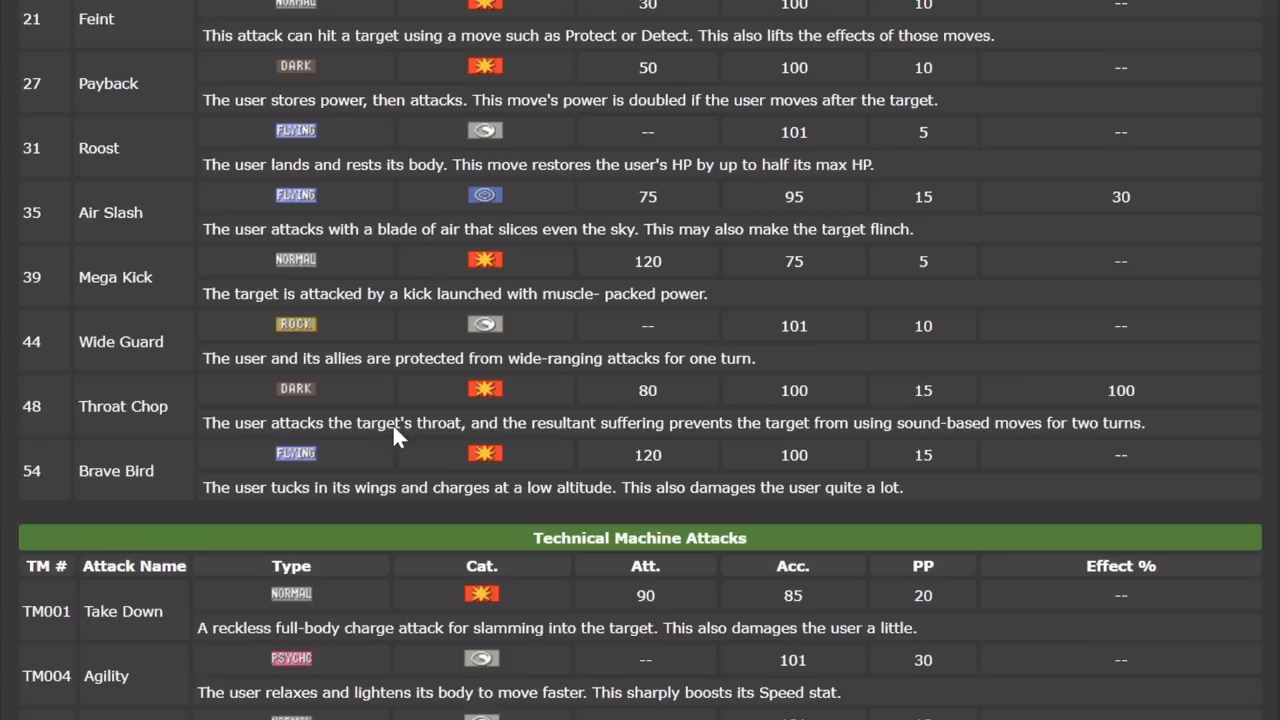 21 Feint NORMAL 30 100 10 --
This attack can hit a target using a move such as Protect or Detect. This also lifts the effects of those moves.
27 Payback DARK 50 100 10 --
The user stores power, then attacks. This move's power is doubled if the user moves after the target.
31 Roost FLYING -- 101 5 --
The user lands and rests its body. This move restores the user's HP by up to half its max HP.
35 Air Slash FLYING 75 95 15 30
The user attacks with a blade of air that slices even the sky. This may also make the target flinch.
39 Mega Kick NORMAL 120 75 5 --
The target is attacked by a kick launched with muscle- packed power.
44 Wide Guard ROCK -- 101 10 --
The user and its allies are protected from wide-ranging attacks for one turn.
48 Throat Chop DARK 80 100 15 100
The user attacks the target's throat, and the resultant suffering prevents the target from using sound-based moves for two turns.
54 Brave Bird FLYING 120 100 15 --
The user tucks in its wings and charges at a low altitude. This also damages the user quite a lot.
Technical Machine Attacks
TM # Attack Name Type Cat. Att. Acc. PP Effect %
TM001 Take Down NORMAL 90 85 20 --
A reckless full-body charge attack for slamming into the target. This also damages the user a little.
TM004 Agility PSYCHC -- 101 30 --
The user relaxes and lightens its body to move faster. This sharply boosts its Speed stat.